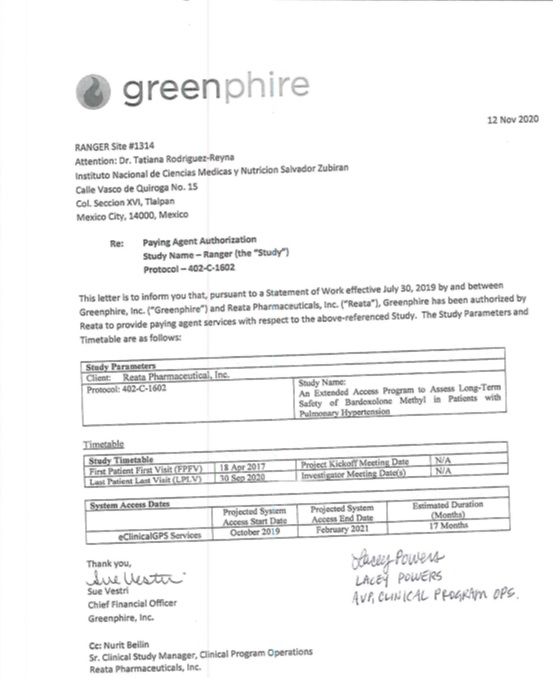 greenphire
12 Nov 2020
RANGER Site #1314
Attention: Dr. Tatiana Rodriguez-Reyna
Instituto Nacional de Ciencias Medicas y Nutricion Salvador Zubiran
Calle Vasco de Quiroga No. 15
Col. Seccion XVI, Tlalpan
Mexico City, 14000, Mexico
Re: Paying Agent Authorization
Study Name – Ranger (the "Study")
Protocol – 402-C-1602
This letter is to inform you that, pursuant to a Statement of Work effective July 30, 2019 by and between
Greenphire, Inc. ("Greenphire") and Reata Pharmaceuticals, Inc. ("Reata"), Greenphire has been authorized by
Reata to provide paying agent services with respect to the above-referenced Study. The Study Parameters and
Timetable are as follows:
Study Parameters
Client: Reata Pharmaceutical, Inc.
Protocol: 402-C-1602
Study Name:
An Extended Access Program to Assess Long-Term
Safety of Bardoxolone Methyl in Patients with
Pulmonary Hypertension
Timetable
Study Timetable
First Patient First Visit (FPFV) 18 Apr 2017 Project Kickoff Meeting Date N/A
Last Patient Last Visit (LPLV) 30 Sep 2020 Investigator Meeting Date(s) N/A
System Access Dates
Projected System Access Start Date
Projected System Access End Date
Estimated Duration (Months)
eClinicalGPS Services October 2019 February 2021 17 Months
Thank you,
Sue Vestri
Sue Vestri
Chief Financial Officer
Greenphire, Inc.
Lacey Powers
LACEY POWERS
AVP, CLINICAL PROGRAM OPS.
Cc: Nurit Beilin
Sr. Clinical Study Manager, Clinical Program Operations
Reata Pharmaceuticals, Inc.